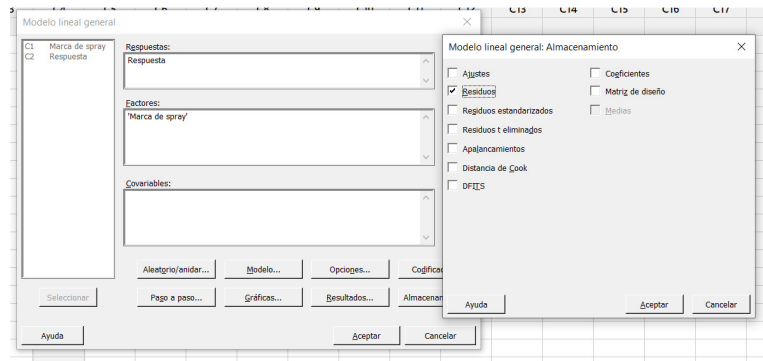 C13 C14 C15 C16 C17
Modelo lineal general
C1 Marca de spray
C2 Respuesta
Respuestas:
Respuesta
Factores:
'Marca de spray'
Covariables:
Aleatorio/anidar... Modelo... Opciones...
Seleccionar Paso a paso... Gráficas... Resultados...
Ayuda Aceptar Cancelar
Modelo lineal general: Almacenamiento
Ajustes Coeficientes
Residuos Matriz de diseño
Residuos estandarizados Medias
Residuos t eliminados
Apalancamientos
Distancia de Cook
DFITS
Ayuda Aceptar Cancelar